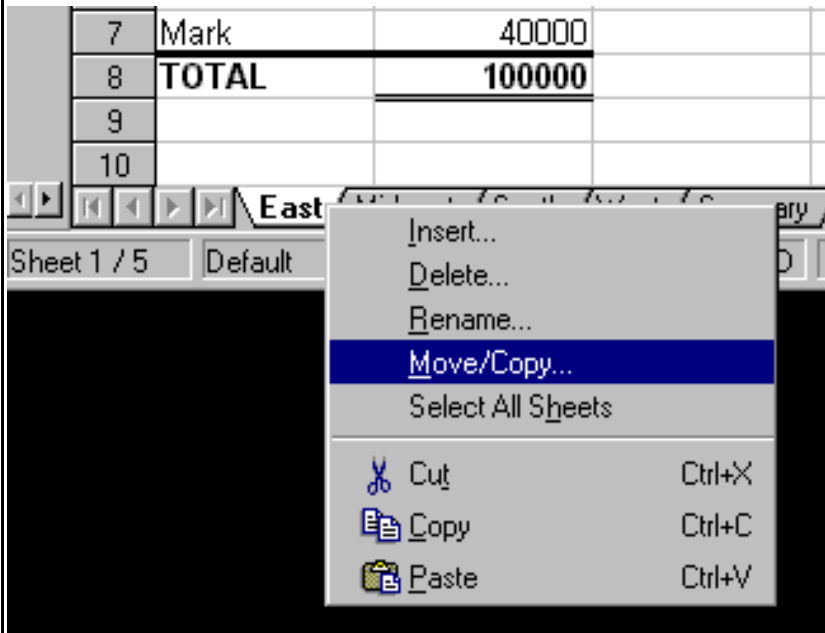 7 Mark 40000
8 TOTAL 100000
9
10
East
Sheet 1 / 5 Default
Insert...
Delete...
Rename...
Move/Copy...
Select All Sheets
Cut Ctrl+X
Copy Ctrl+C
Paste Ctrl+V